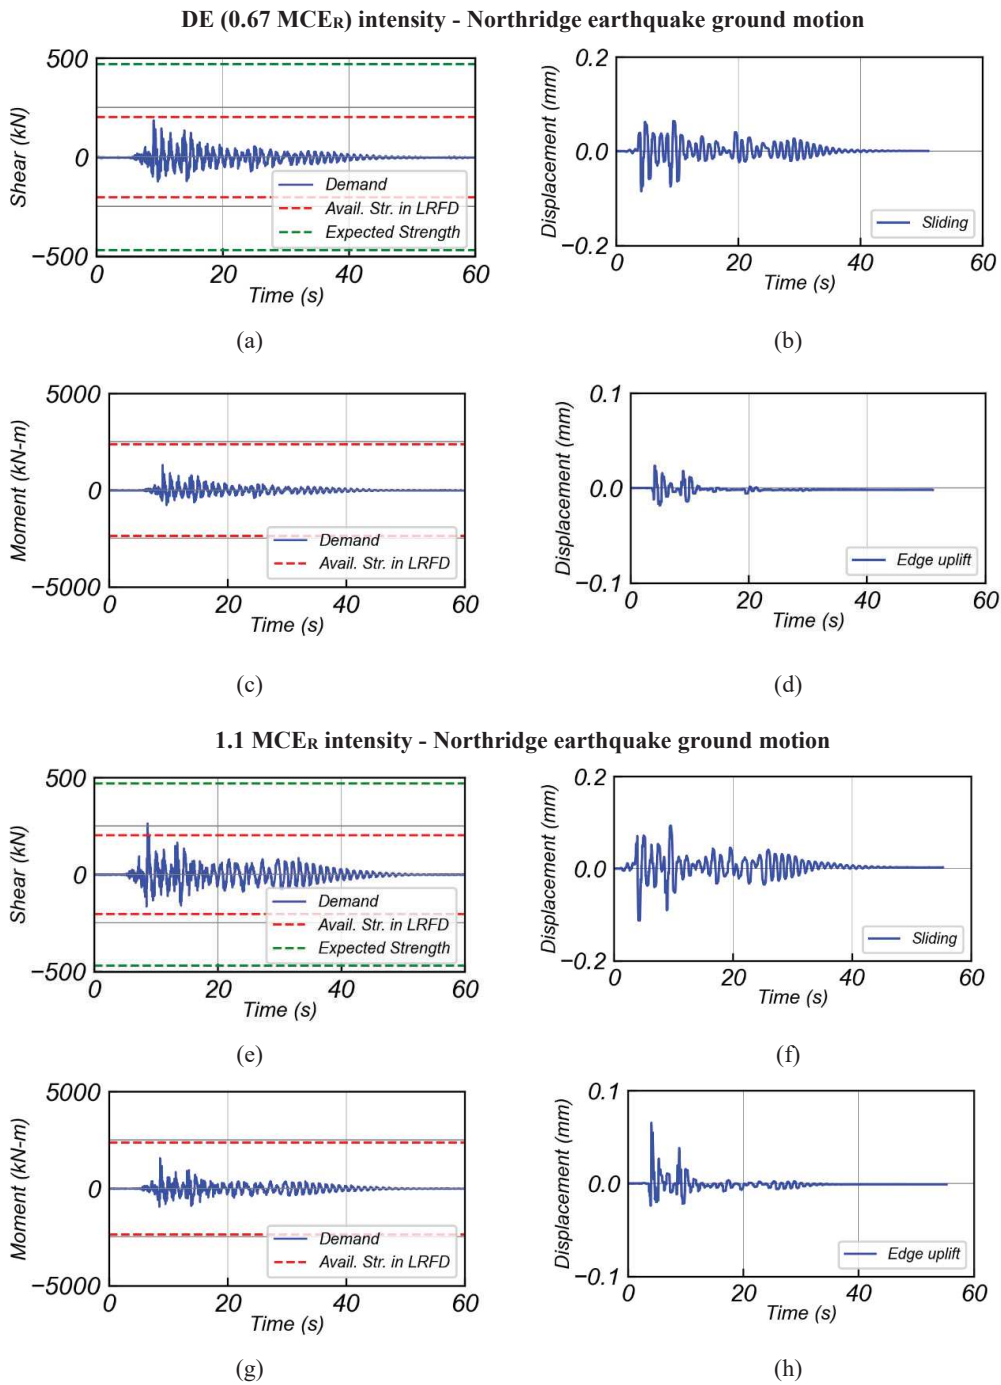 DE (0.67 MCER) intensity - Northridge earthquake ground motion
500
0
−500
Shear (kN)
0 20 40 60
Time (s)
Demand
Avail. Str. in LRFD
Expected Strength
(a)
0.2
0.0
−0.2
Displacement (mm)
0 20 40 60
Time (s)
Sliding
(b)
5000
0
−5000
Moment (kN-m)
0 20 40 60
Time (s)
Demand
Avail. Str. in LRFD
(c)
0.1
0.0
−0.1
Displacement (mm)
0 20 40 60
Time (s)
Edge uplift
(d)
1.1 MCER intensity - Northridge earthquake ground motion
500
0
−500
Shear (kN)
0 20 40 60
Time (s)
Demand
Avail. Str. in LRFD
Expected Strength
(e)
0.2
0.0
−0.2
Displacement (mm)
0 20 40 60
Time (s)
Sliding
(f)
5000
0
−5000
Moment (kN-m)
0 20 40 60
Time (s)
Demand
Avail. Str. in LRFD
(g)
0.1
0.0
−0.1
Displacement (mm)
0 20 40 60
Time (s)
Edge uplift
(h)